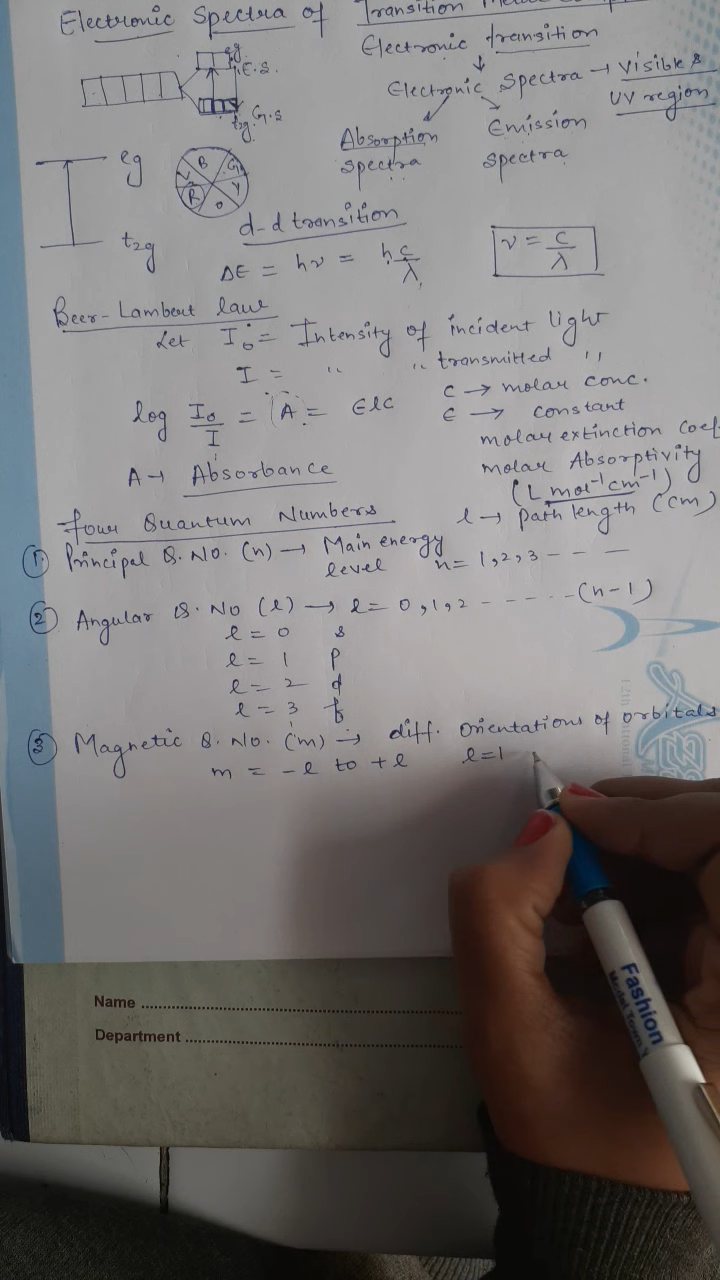 Electronic Spectra of Transition
Electronic transition
eg
E.S.
Electronic Spectra → Visible &
UV region
t2g G.S
Absorption Emission
Spectra Spectra
eg
V B G
R O Y
t2g
d-d transition
ΔE = hν = h c/λ
ν = c/λ
Beer-Lambert law
Let I₀ = Intensity of incident light
I = " " transmitted "
log I₀/I = A = ϵlc
c → molar conc.
ϵ → constant
molar extinction
A → Absorbance
molar Absorptivity
(L mol⁻¹ cm⁻¹)
l → path length (cm)
four Quantum Numbers
① Principal Q. No. (n) → Main energy
level n = 1, 2, 3 - - -
② Angular Q. No (l) → l = 0, 1, 2 - - - - - (n-1)
l = 0 s
l = 1 p
l = 2 d
l = 3 f
③ Magnetic Q. No. (m) → diff. Orientations of orbitals
m = -l to +l l=1
Fashion
Model Town
Name
Department